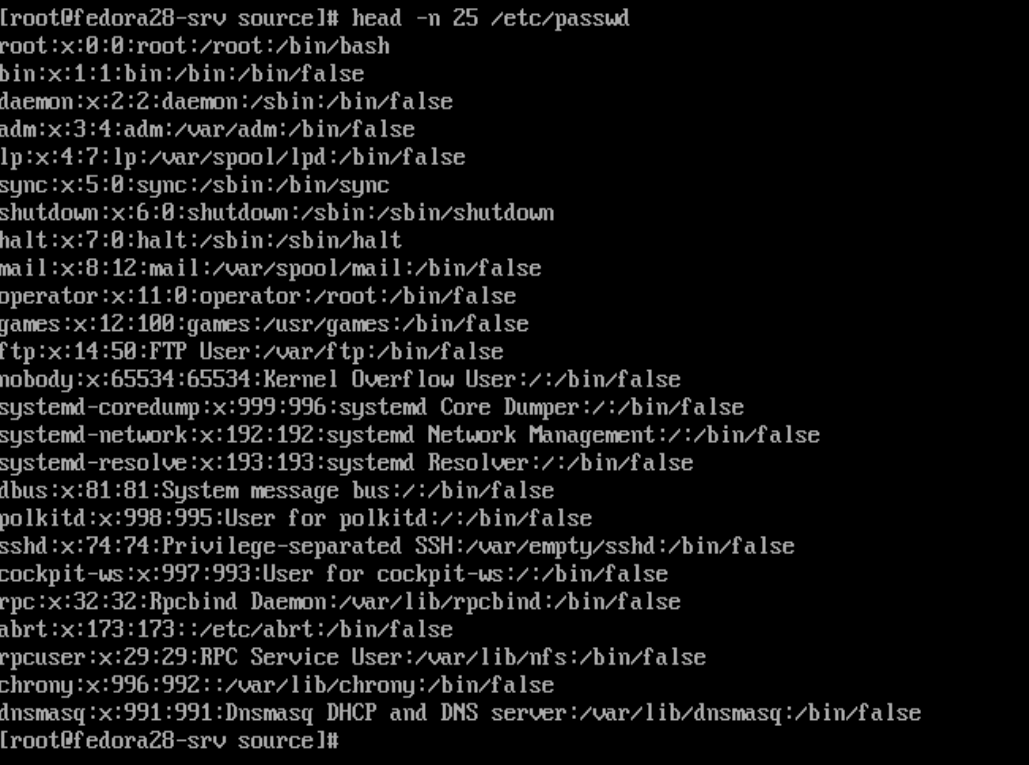 [root@fedora28-srv source]# head -n 25 /etc/passwd
root:x:0:0:root:/root:/bin/bash
bin:x:1:1:bin:/bin:/bin/false
daemon:x:2:2:daemon:/sbin:/bin/false
adm:x:3:4:adm:/var/adm:/bin/false
lp:x:4:7:lp:/var/spool/lpd:/bin/false
sync:x:5:0:sync:/sbin:/bin/sync
shutdown:x:6:0:shutdown:/sbin:/sbin/shutdown
halt:x:7:0:halt:/sbin:/sbin/halt
mail:x:8:12:mail:/var/spool/mail:/bin/false
operator:x:11:0:operator:/root:/bin/false
games:x:12:100:games:/usr/games:/bin/false
ftp:x:14:50:FTP User:/var/ftp:/bin/false
nobody:x:65534:65534:Kernel Overflow User:/:/bin/false
systemd-coredump:x:999:996:systemd Core Dumper:/:/bin/false
systemd-network:x:192:192:systemd Network Management:/:/bin/false
systemd-resolve:x:193:193:systemd Resolver:/:/bin/false
dbus:x:81:81:System message bus:/:/bin/false
polkitd:x:998:995:User for polkitd:/:/bin/false
sshd:x:74:74:Privilege-separated SSH:/var/empty/sshd:/bin/false
cockpit-ws:x:997:993:User for cockpit-ws:/:/bin/false
rpc:x:32:32:Rpcbind Daemon:/var/lib/rpcbind:/bin/false
abrt:x:173:173::/etc/abrt:/bin/false
rpcuser:x:29:29:RPC Service User:/var/lib/nfs:/bin/false
chrony:x:996:992::/var/lib/chrony:/bin/false
dnsmasq:x:991:991:Dnsmasq DHCP and DNS server:/var/lib/dnsmasq:/bin/false
[root@fedora28-srv source]#